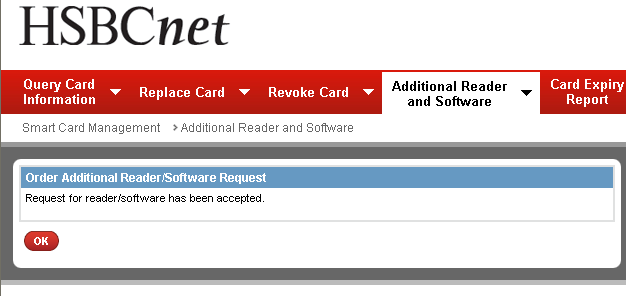 HSBCnet
Query Card
Information
Replace Card
Revoke Card
Additional Reader
and Software
Card Expiry
Report
Smart Card Management > Additional Reader and Software
Order Additional Reader/Software Request
Request for reader/software has been accepted.
OK